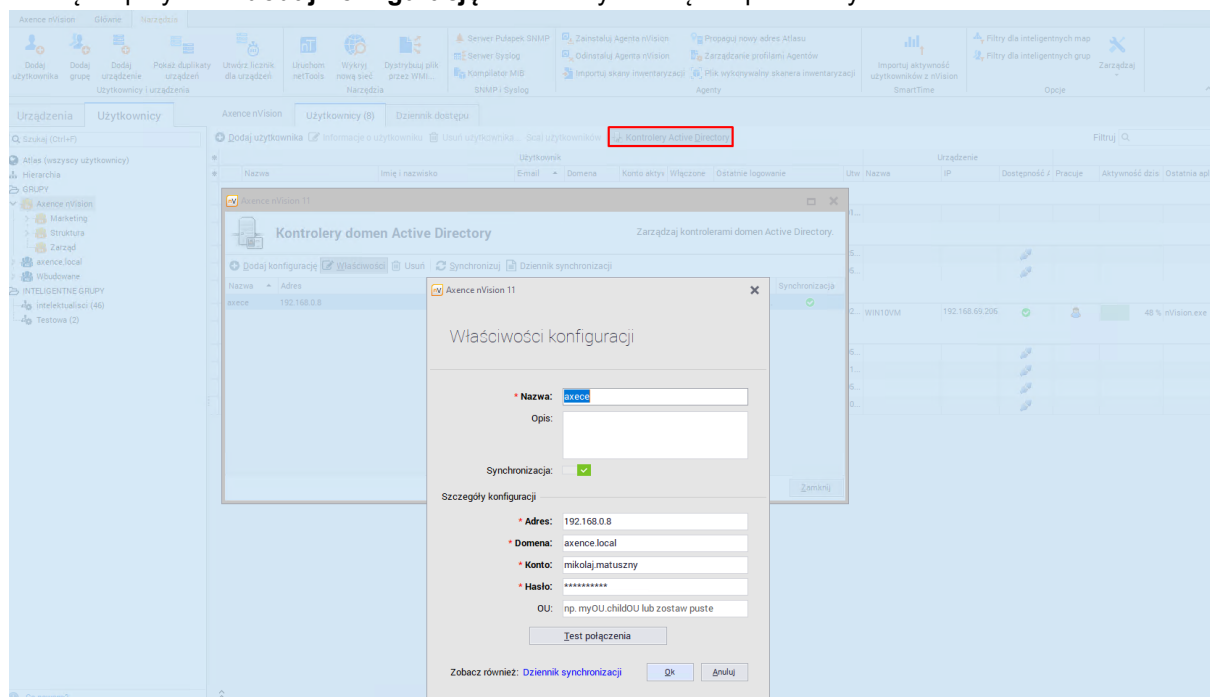 Axence nVision Główne Narzędzia
Dodaj użytkownika
Dodaj grupę
Dodaj urządzenie
Pokaż duplikaty urządzeń
Użytkownicy i urządzenia
Utwórz licznik dla urządzeń
Uruchom netTools
Wykryj nową sieć
Dystrybuuj plik przez WMI...
Narzędzia
Serwer Pułapek SNMP
Serwer Syslog
Kompilator MIB
SNMP i Syslog
Zainstaluj Agenta nVision
Odinstaluj Agenta nVision
Importuj skany inwentaryzacji
Propaguj nowy adres Atlasu
Zarządzanie profilami Agentów
Plik wykonywalny skanera inwentaryzacji
Agenty
Importuj aktywność użytkowników z nVision
SmartTime
Filtry dla inteligentnych map
Filtry dla inteligentnych grup
Zarządzaj
Opcje
Urządzenia Użytkownicy
Axence nVision Użytkownicy (8) Dziennik dostępu
Szukaj (Ctrl+F)
Dodaj użytkownika Informacje o użytkowniku Usuń użytkownika... Kontrolery Active Directory
Filtruj
Atlas (wszyscy użytkownicy)
Hierarchia
GRUPY
Axence nVision
Marketing
Struktura
Zarząd
axence.local
Wbudowane
INTELIGENTNE GRUPY
intelektualisci (46)
Testowa (2)
Użytkownik Urządzenie
Nazwa Imię i nazwisko E-mail Domena Konto aktyw Włączone Ostatnie logowanie Utw Nazwa IP Dostępność Pracuje Aktywność dzis Ostatnia apl
WIN10VM 192.168.69.205 48 % nVision.exe
Axence nVision 11
Kontrolery domen Active Directory
Zarządzaj kontrolerami domen Active Directory.
Dodaj konfigurację Właściwości Usuń Synchronizuj Dziennik synchronizacji
Nazwa Adres Synchronizacja
axece 192.168.0.8
Zamknij
Axence nVision 11
Właściwości konfiguracji
* Nazwa: axece
Opis:
Synchronizacja:
Szczegóły konfiguracji
* Adres: 192.168.0.8
* Domena: axence.local
* Konto: mikolaj.matuszny
* Hasło: **********
OU: np. myOU.childOU lub zostaw puste
Test połączenia
Zobacz również: Dziennik synchronizacji Ok Anuluj